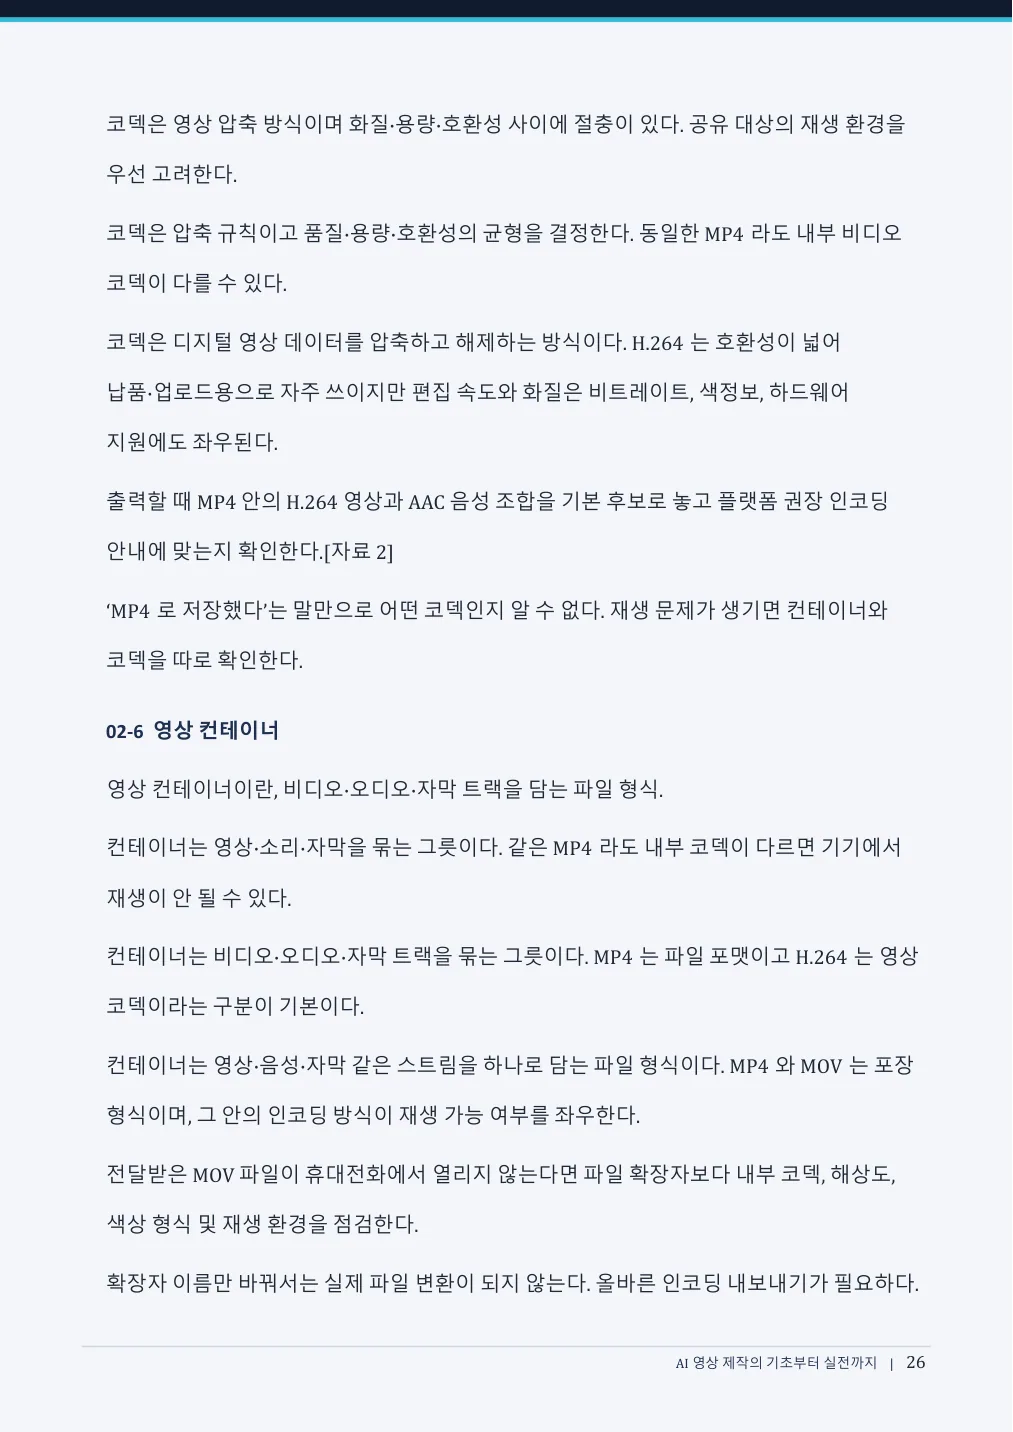 코덱은 영상 압축 방식이며 화질·용량·호환성 사이에 절충이 있다. 공유 대상의 재생 환경을
우선 고려한다.
코덱은 압축 규칙이고 품질·용량·호환성의 균형을 결정한다. 동일한 MP4 라도 내부 비디오
코덱이 다를 수 있다.
코덱은 디지털 영상 데이터를 압축하고 해제하는 방식이다. H.264 는 호환성이 넓어
납품·업로드용으로 자주 쓰이지만 편집 속도와 화질은 비트레이트, 색정보, 하드웨어
지원에도 좌우된다.
출력할 때 MP4 안의 H.264 영상과 AAC 음성 조합을 기본 후보로 놓고 플랫폼 권장 인코딩
안내에 맞는지 확인한다.[자료 2]
‘MP4 로 저장했다’는 말만으로 어떤 코덱인지 알 수 없다. 재생 문제가 생기면 컨테이너와
코덱을 따로 확인한다.
02-6 영상 컨테이너
영상 컨테이너이란, 비디오·오디오·자막 트랙을 담는 파일 형식.
컨테이너는 영상·소리·자막을 묶는 그릇이다. 같은 MP4 라도 내부 코덱이 다르면 기기에서
재생이 안 될 수 있다.
컨테이너는 비디오·오디오·자막 트랙을 묶는 그릇이다. MP4 는 파일 포맷이고 H.264 는 영상
코덱이라는 구분이 기본이다.
컨테이너는 영상·음성·자막 같은 스트림을 하나로 담는 파일 형식이다. MP4 와 MOV 는 포장
형식이며, 그 안의 인코딩 방식이 재생 가능 여부를 좌우한다.
전달받은 MOV 파일이 휴대전화에서 열리지 않는다면 파일 확장자보다 내부 코덱, 해상도,
색상 형식 및 재생 환경을 점검한다.
확장자 이름만 바꿔서는 실제 파일 변환이 되지 않는다. 올바른 인코딩 내보내기가 필요하다.
AI 영상 제작의 기초부터 실전까지 | 26